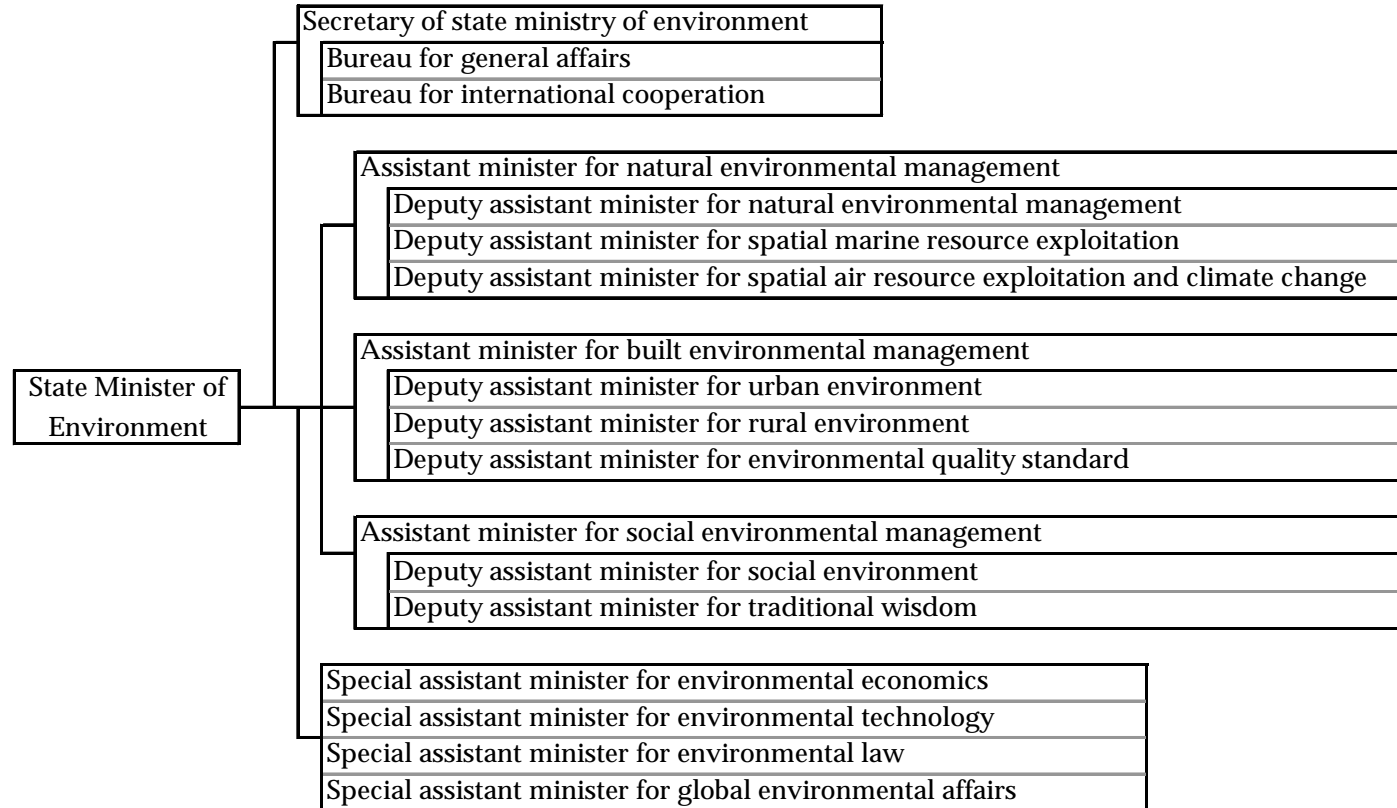 Secretary of state ministry of environment
Bureau for general affairs
Bureau for international cooperation
Assistant minister for natural environmental management
Deputy assistant minister for natural environmental management
Deputy assistant minister for spatial marine resource exploitation
Deputy assistant minister for spatial air resource exploitation and climate change
Assistant minister for built environmental management
State Minister of
Environment
Deputy assistant minister for urban environment
Deputy assistant minister for rural environment
Deputy assistant minister for environmental quality standard
Assistant minister for social environmental management
Deputy assistant minister for social environment
Deputy assistant minister for traditional wisdom
Special assistant minister for environmental economics
Special assistant minister for environmental technology
Special assistant minister for environmental law
Special assistant minister for global environmental affairs